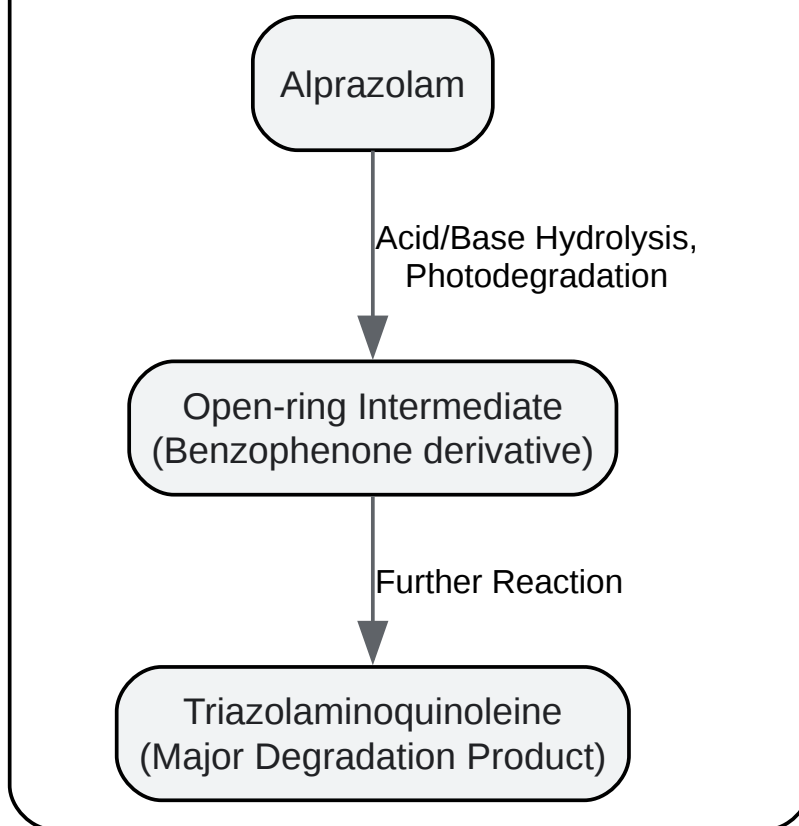 Alprazolam
Acid/Base Hydrolysis,
Photodegradation
Open-ring Intermediate
(Benzophenone derivative)
Further Reaction
Triazolaminoquinoleine
(Major Degradation Product)